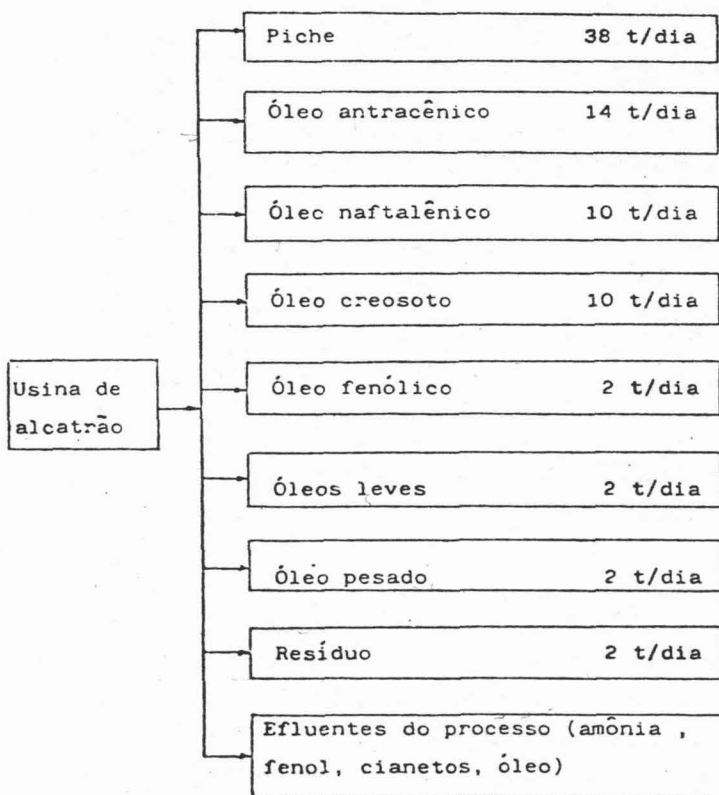 Piche 38 t/dia
Óleo antracênico 14 t/dia
Ólec naftalênico 10 t/dia
Óleo creosoto 10 t/dia
Usina de
alcatrão
Óleo fenólico 2 t/dia
Óleos leves 2 t/dia
Óleo pesado 2 t/dia
Resíduo 2 t/dia
Efluentes do processo (amônia ,
fenol, cianetos, óleo)